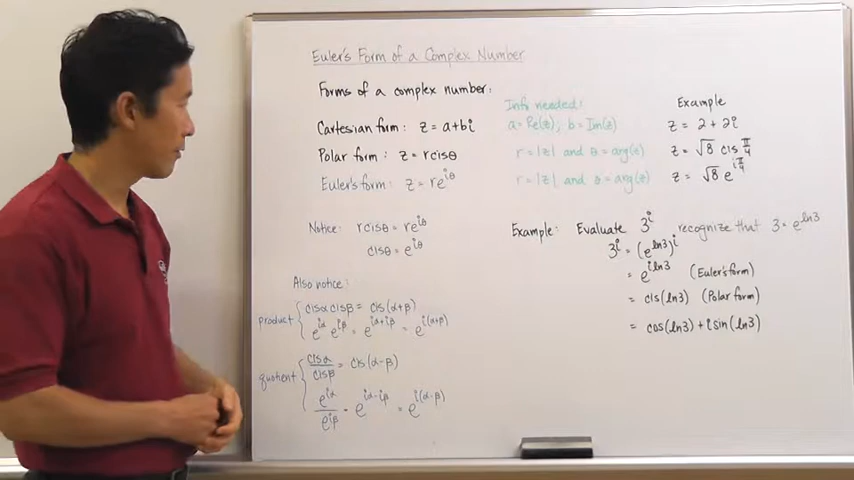 Euler's Form of a Complex Number
Forms of a complex number:
Info needed:
Example
Cartesian form: z = a+bi
a = Re(z); b = Im(z)
z = 2 + 2i
Polar form: z = rcisθ
r = |z| and θ = arg(z)
z = √8 cis π/4
Euler's form: z = re^{iθ}
r = |z| and θ = arg(z)
z = √8 e^{iπ/4}
Notice: rcisθ = re^{iθ}
cisθ = e^{iθ}
Also notice:
product { cisα cisβ = cis(α+β)
e^{iα} e^{iβ} = e^{iα+iβ} = e^{i(α+β)}
quotient { cisα/cisβ = cis(α-β)
e^{iα}/e^{iβ} = e^{iα-iβ} = e^{i(α-β)}
Example: Evaluate 3^i recognize that 3 = e^{ln3}
3^i = (e^{ln3})^i
= e^{iln3} (Euler's form)
= cis(ln3) (Polar form)
= cos(ln3) + i sin(ln3)